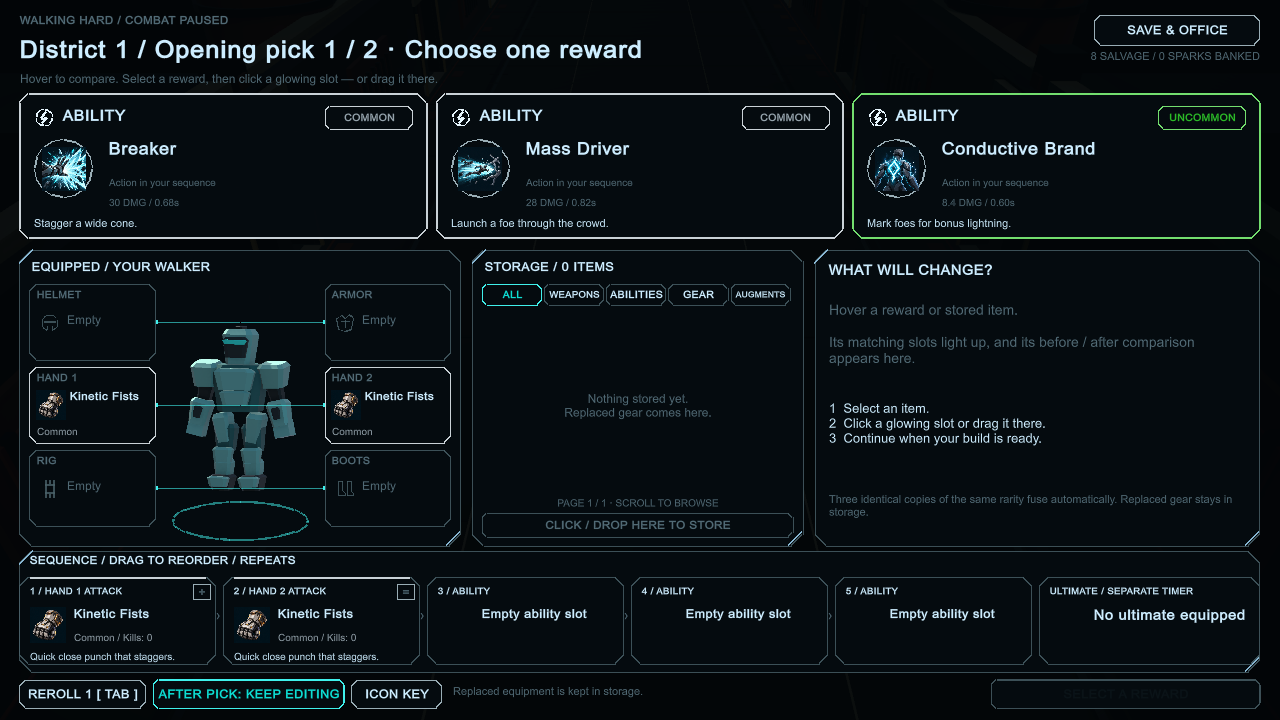 WALKING HARD / COMBAT PAUSED
District 1 / Opening pick 1 / 2 · Choose one reward
Hover to compare. Select a reward, then click a glowing slot — or drag it there.
SAVE & OFFICE
8 SALVAGE / 0 SPARKS BANKED
ABILITY
COMMON
Breaker
Action in your sequence
30 DMG / 0.68s
Stagger a wide cone.
ABILITY
COMMON
Mass Driver
Action in your sequence
28 DMG / 0.82s
Launch a foe through the crowd.
ABILITY
UNCOMMON
Conductive Brand
Action in your sequence
8.4 DMG / 0.60s
Mark foes for bonus lightning.
EQUIPPED / YOUR WALKER
HELMET
Empty
ARMOR
Empty
HAND 1
Kinetic Fists
Common
HAND 2
Kinetic Fists
Common
RIG
Empty
BOOTS
Empty
STORAGE / 0 ITEMS
ALL
WEAPONS
ABILITIES
GEAR
AUGMENTS
Nothing stored yet.
Replaced gear comes here.
PAGE 1 / 1 · SCROLL TO BROWSE
CLICK / DROP HERE TO STORE
WHAT WILL CHANGE?
Hover a reward or stored item.
Its matching slots light up, and its before / after comparison
appears here.
1 Select an item.
2 Click a glowing slot or drag it there.
3 Continue when your build is ready.
Three identical copies of the same rarity fuse automatically. Replaced gear stays in
storage.
SEQUENCE / DRAG TO REORDER / REPEATS
1 / HAND 1 ATTACK
+
Kinetic Fists
Common / Kills: 0
Quick close punch that staggers.
2 / HAND 2 ATTACK
=
Kinetic Fists
Common / Kills: 0
Quick close punch that staggers.
3 / ABILITY
Empty ability slot
4 / ABILITY
Empty ability slot
5 / ABILITY
Empty ability slot
ULTIMATE / SEPARATE TIMER
No ultimate equipped
REROLL 1 [ TAB ]
AFTER PICK: KEEP EDITING
ICON KEY
Replaced equipment is kept in storage.
SELECT A REWARD